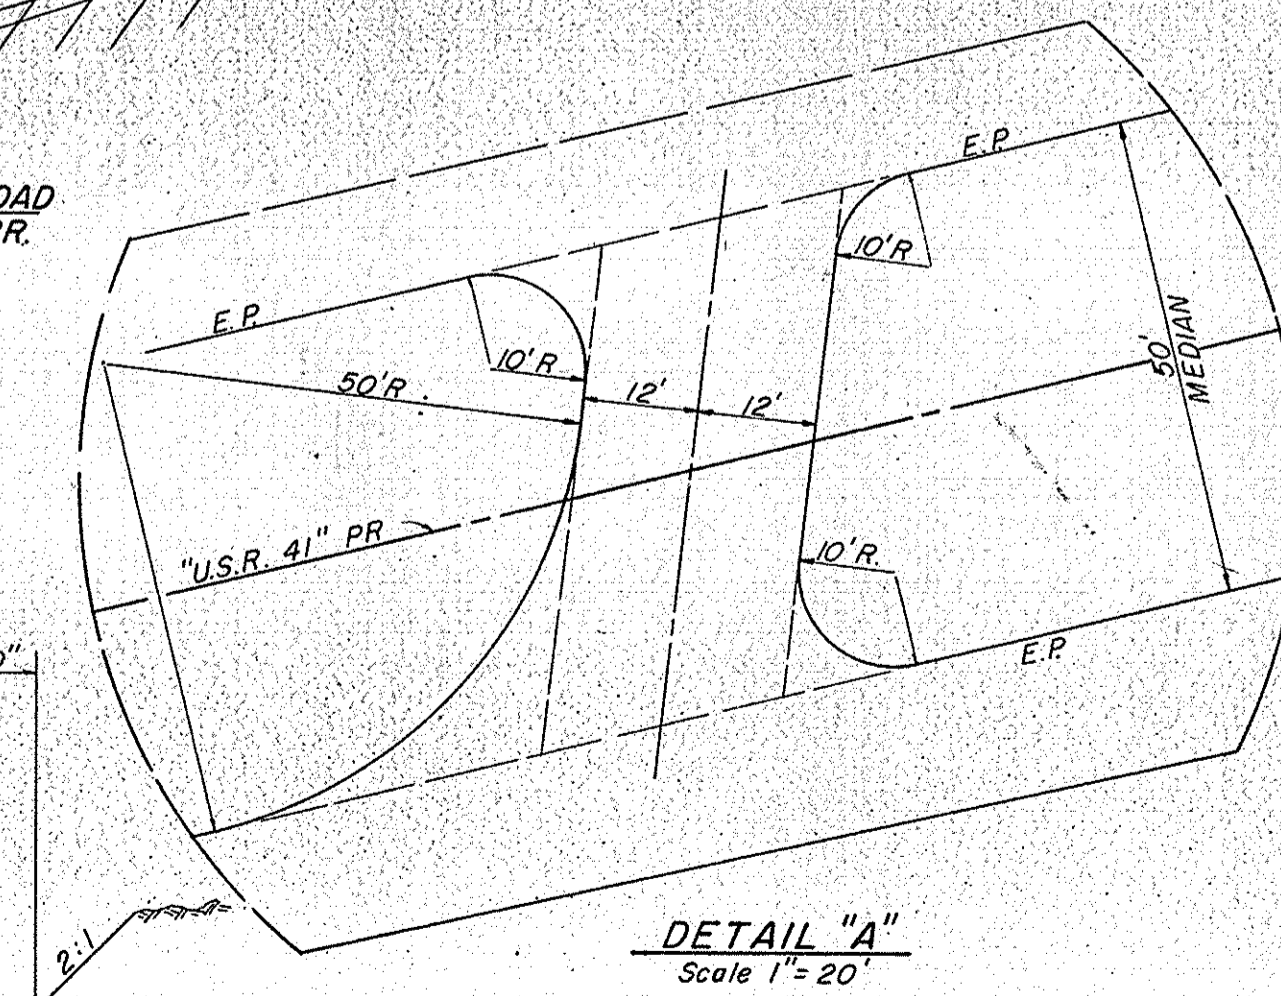 E.P.
10'R
E.P.
10'R
50'R.
12'
12'
50'
MEDIAN
"U.S.R. 41" PR
10'R.
E.P.
2:1
DETAIL "A"
Scale 1"=20'